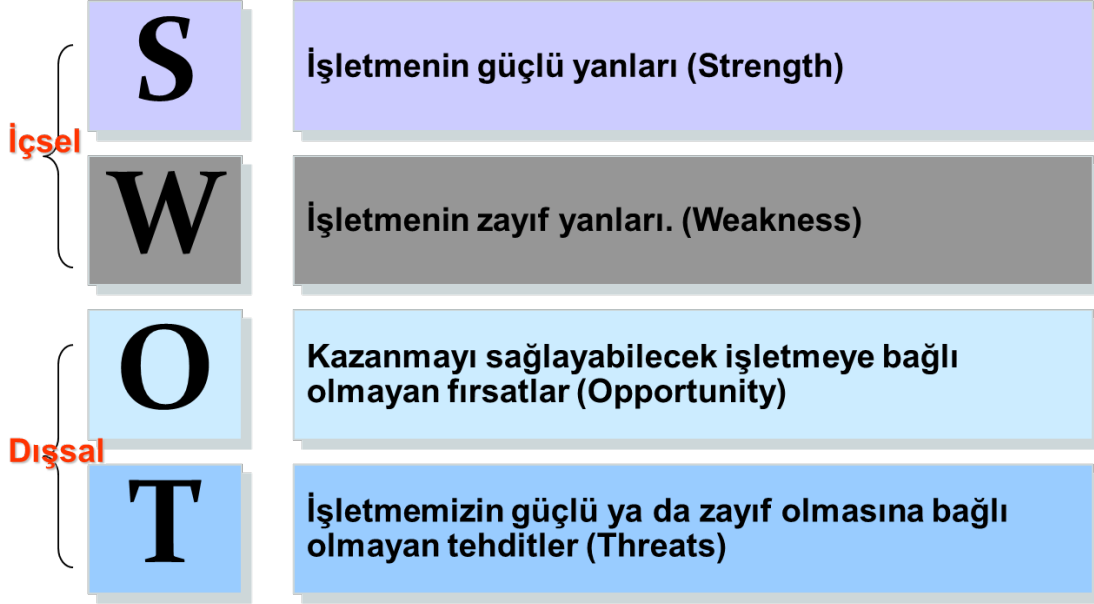 S
İşletmenin güçlü yanları (Strength)
İçsel
W
İşletmenin zayıf yanları. (Weakness)
O
Kazanmayı sağlayabilecek işletmeye bağlı
olmayan fırsatlar (Opportunity)
Dışsal
T
İşletmemizin güçlü ya da zayıf olmasına bağlı
olmayan tehditler (Threats)